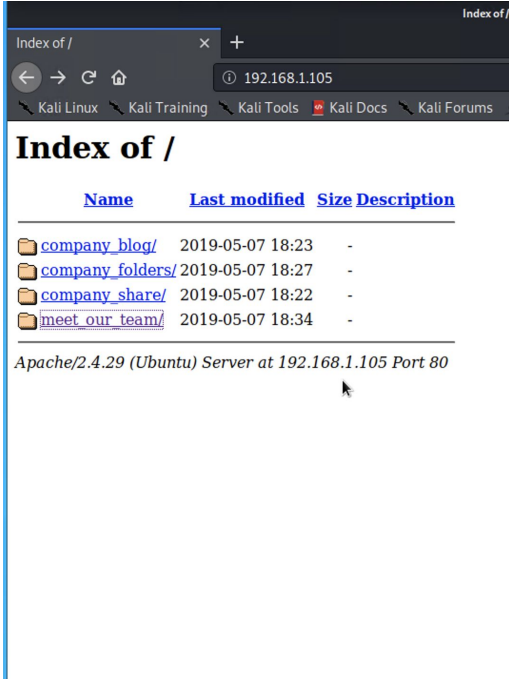 Index of /
Index of /
192.168.1.105
Kali Linux Kali Training Kali Tools Kali Docs Kali Forums
Index of /
Name Last modified Size Description
company_blog/ 2019-05-07 18:23 -
company_folders/ 2019-05-07 18:27 -
company_share/ 2019-05-07 18:22 -
meet_our_team/ 2019-05-07 18:34 -
Apache/2.4.29 (Ubuntu) Server at 192.168.1.105 Port 80